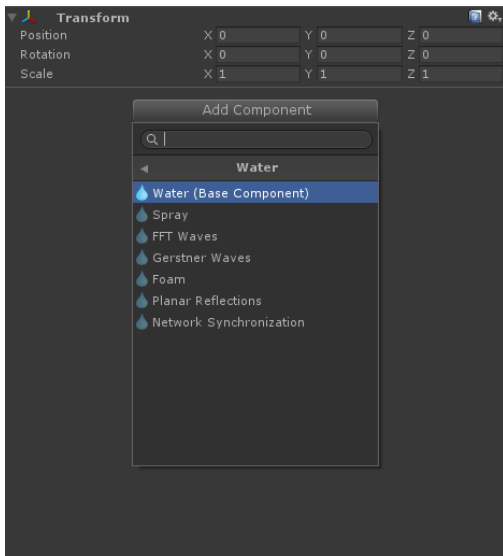 Transform
Position X 0 Y 0 Z 0
Rotation X 0 Y 0 Z 0
Scale X 1 Y 1 Z 1
Add Component
Water
Water (Base Component)
Spray
FFT Waves
Gerstner Waves
Foam
Planar Reflections
Network Synchronization